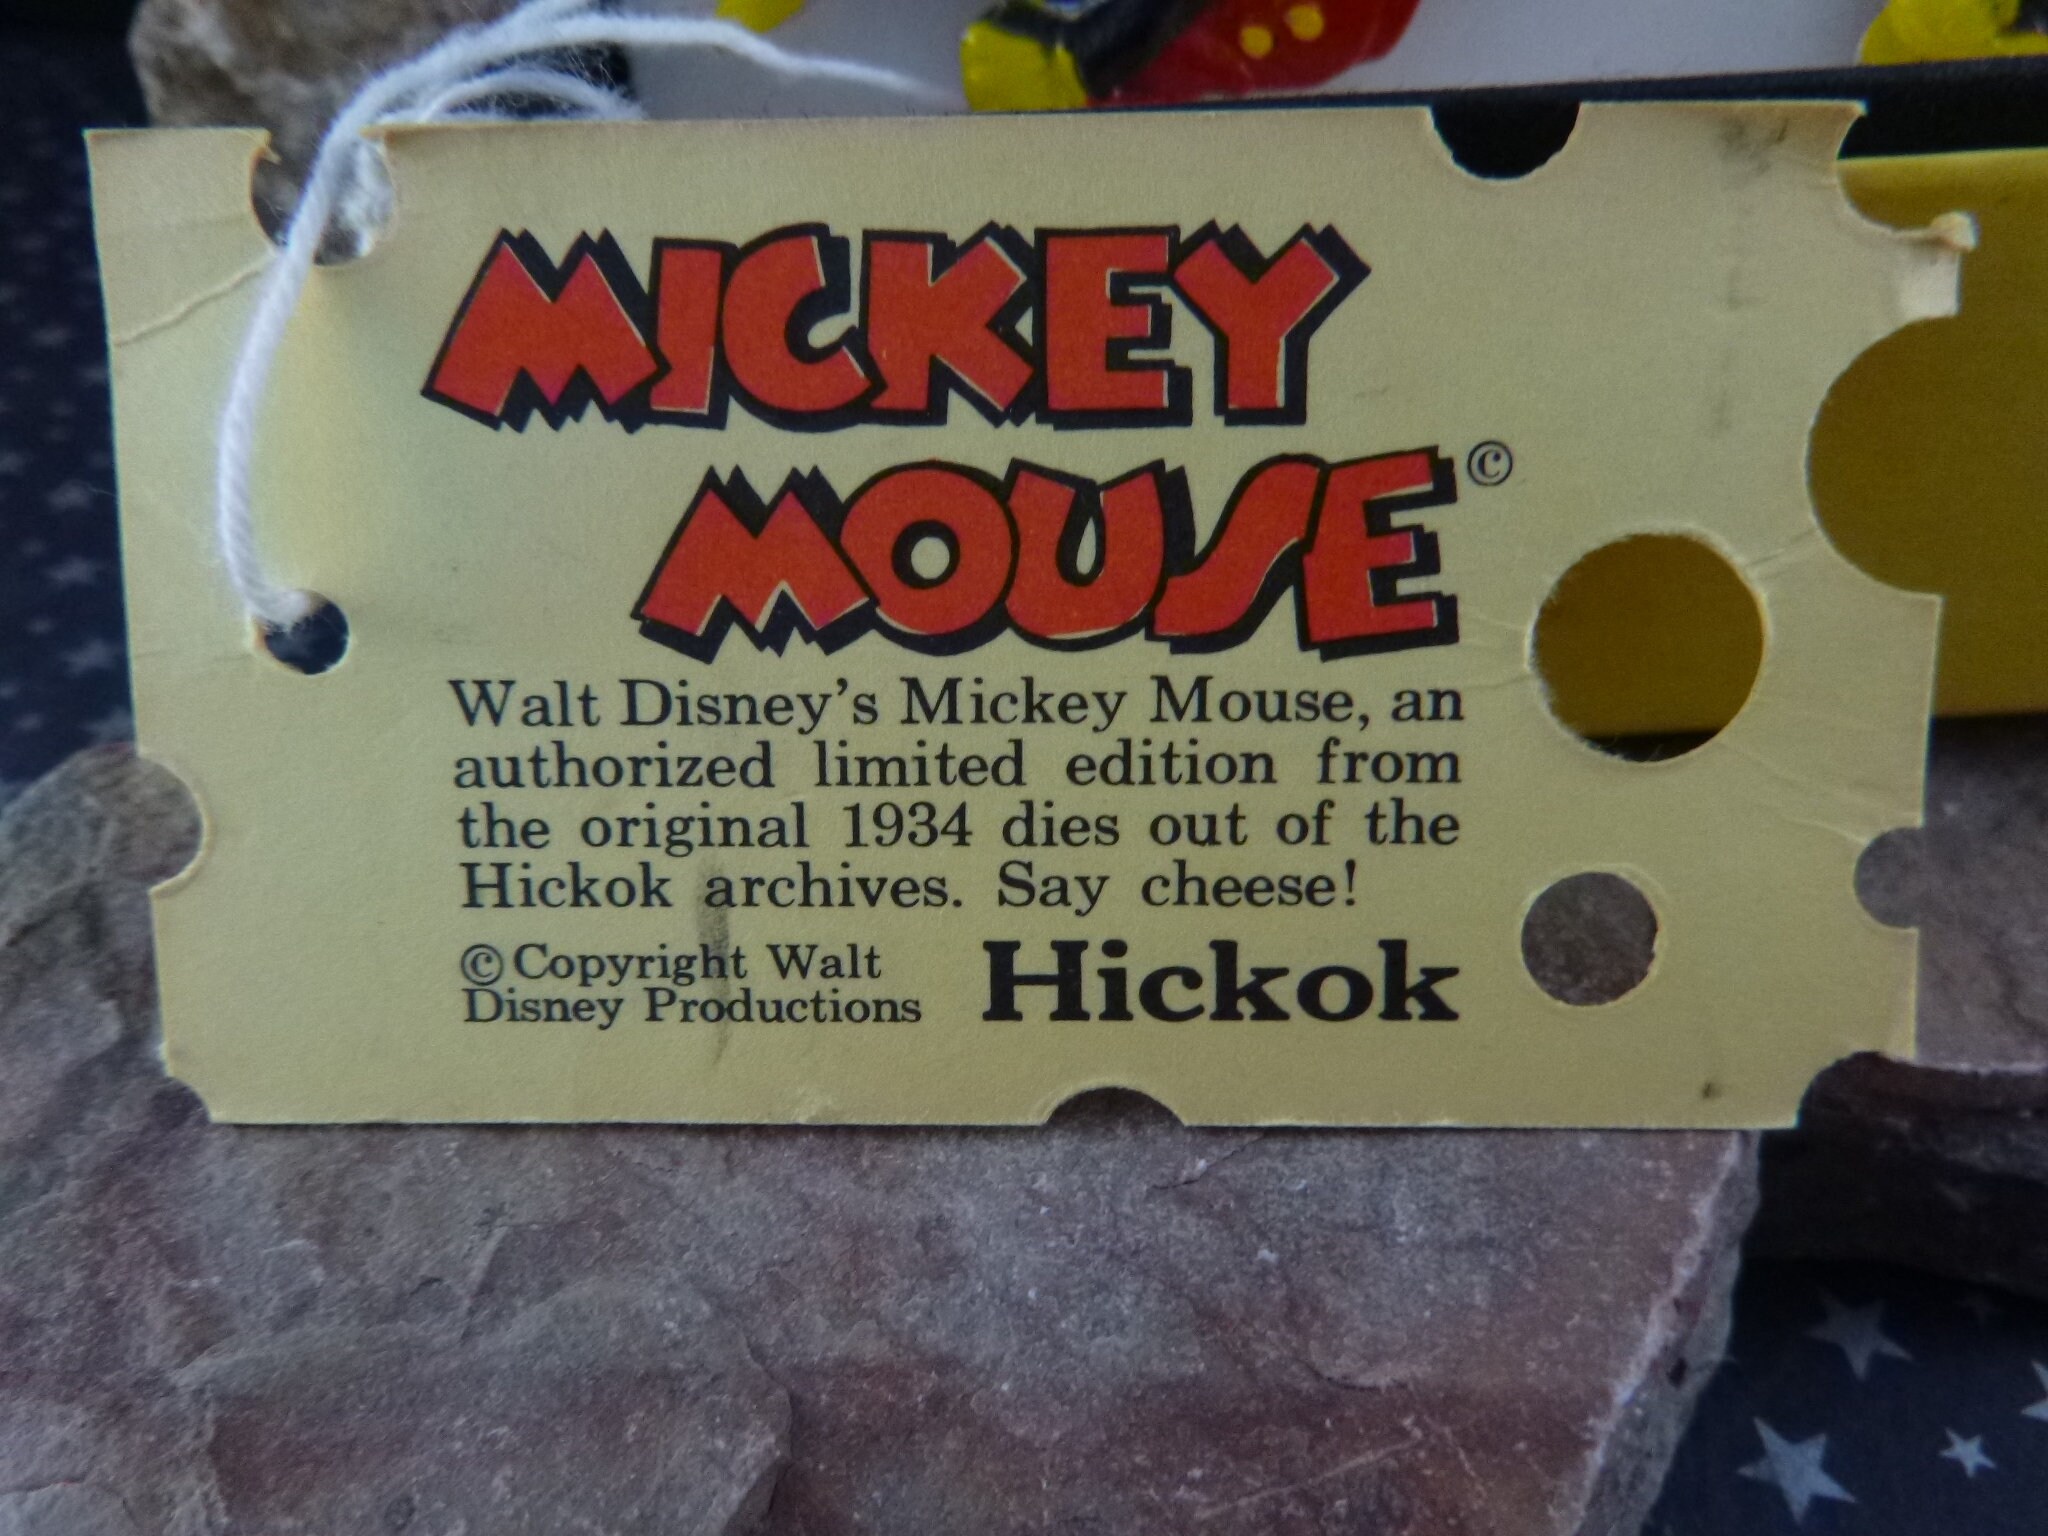 MICKEY
MOUSE ©
Walt Disney's Mickey Mouse, an
authorized limited edition from
the original 1934 dies out of the
Hickok archives. Say cheese!
© Copyright Walt
Disney Productions
Hickok